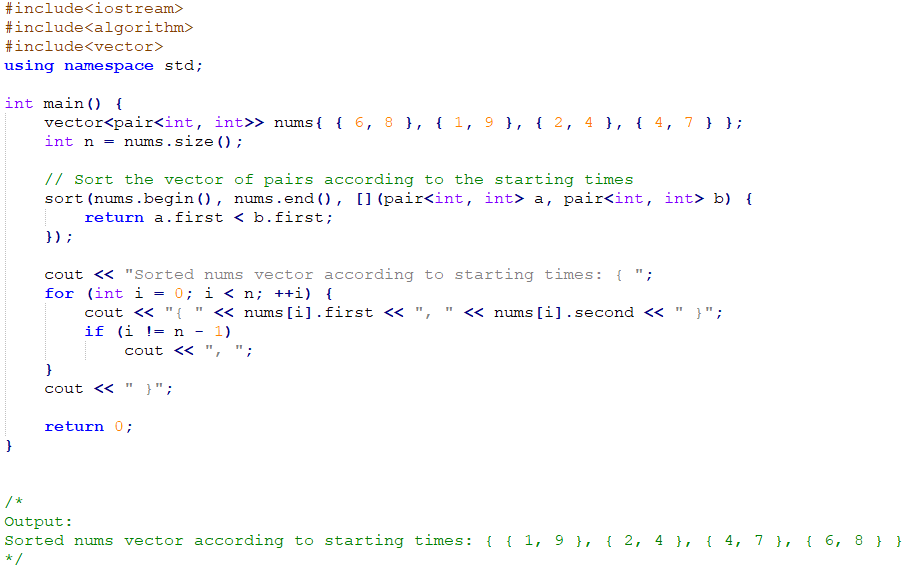 #include<iostream>
#include<algorithm>
#include<vector>
using namespace std;

int main() {
    vector<pair<int, int>> nums{ { 6, 8 }, { 1, 9 }, { 2, 4 }, { 4, 7 } };
    int n = nums.size();

    // Sort the vector of pairs according to the starting times
    sort(nums.begin(), nums.end(), [](pair<int, int> a, pair<int, int> b) {
        return a.first < b.first;
    });

    cout << "Sorted nums vector according to starting times: { ";
    for (int i = 0; i < n; ++i) {
        cout << "{ " << nums[i].first << ", " << nums[i].second << " }";
        if (i != n - 1)
            cout << ", ";
    }
    cout << " }";

    return 0;
}


/*
Output:
Sorted nums vector according to starting times: { { 1, 9 }, { 2, 4 }, { 4, 7 }, { 6, 8 } }
*/